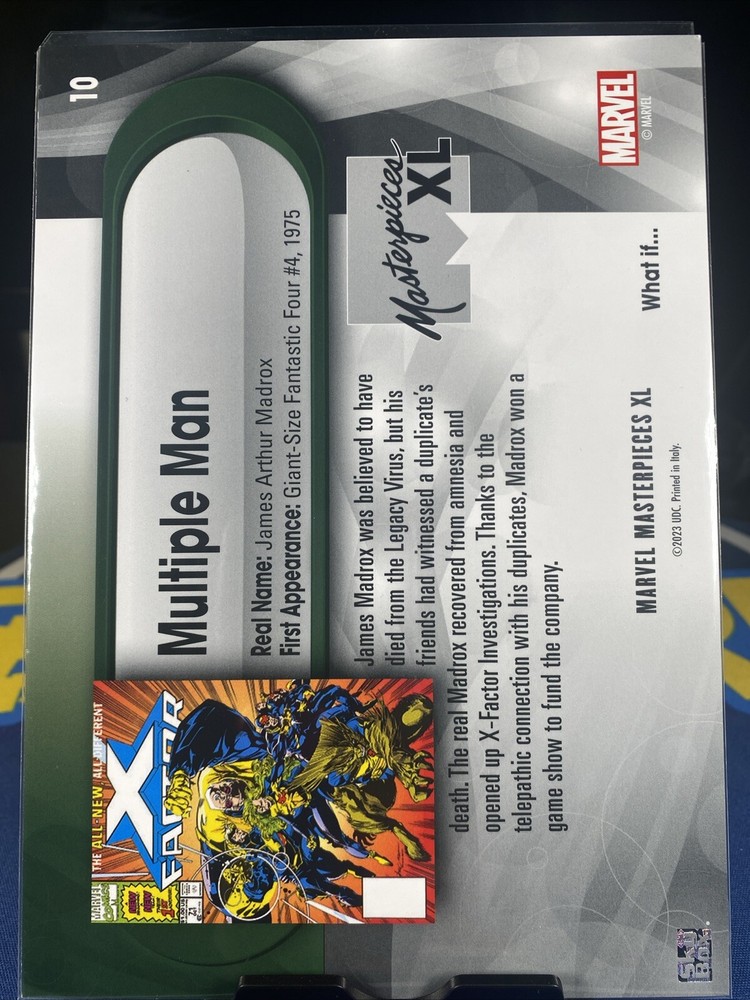 10
Multiple Man
Real Name: James Arthur Madrox
First Appearance: Giant-Size Fantastic Four #4, 1975
THE ALL-NEW ALL DIFFERENT
X
FACTOR
MARVEL
71
Masterpieces
XL
James Madrox was believed to have
died from the Legacy Virus, but his
friends had witnessed a duplicate's
death. The real Madrox recovered from amnesia and
opened up X-Factor Investigations. Thanks to the
telepathic connection with his duplicates, Madrox won a
game show to fund the company.
MARVEL
© MARVEL
MARVEL MASTERPIECES XL
What if...
©2023 UDC. Printed in Italy.
SKY
BOX